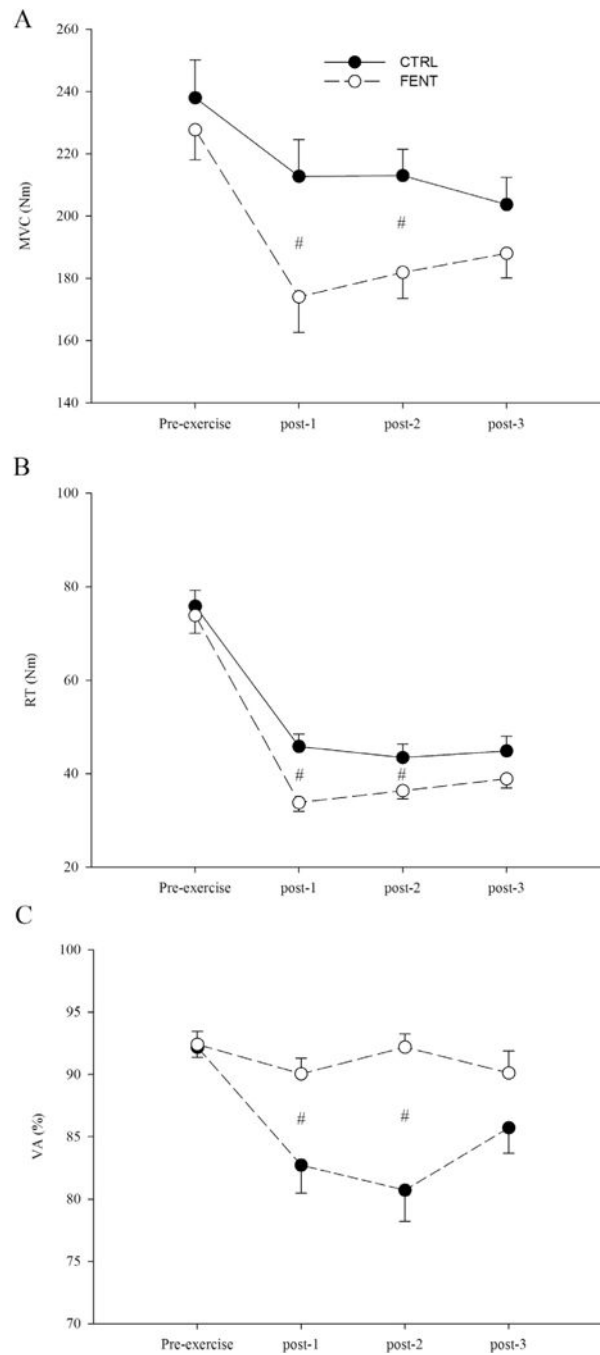 A
260
240
220
200
180
160
140
MVC (Nm)
CTRL
FENT
#
#
Pre-exercise post-1 post-2 post-3
B
100
80
60
40
20
RT (Nm)
#
#
Pre-exercise post-1 post-2 post-3
C
100
95
90
85
80
75
70
VA (%)
#
#
Pre-exercise post-1 post-2 post-3